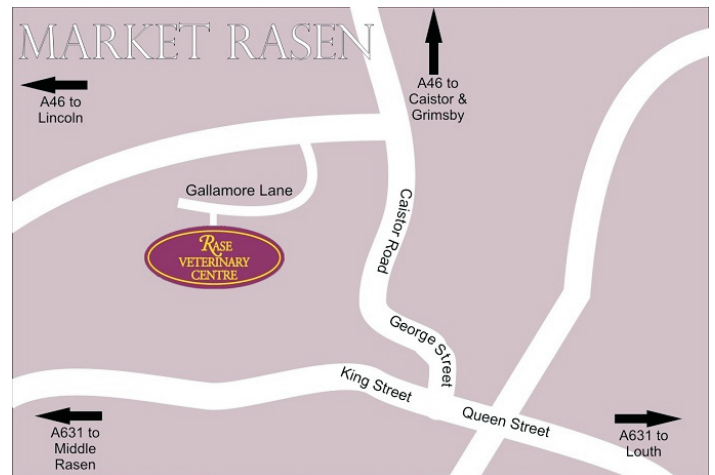 MARKET RASEN
A46 to
Lincoln
A46 to
Caistor &
Grimsby
Gallamore Lane
RASE
VETERINARY
CENTRE
Caistor Road
George Street
King Street
Queen Street
A631 to
Middle
Rasen
A631 to
Louth